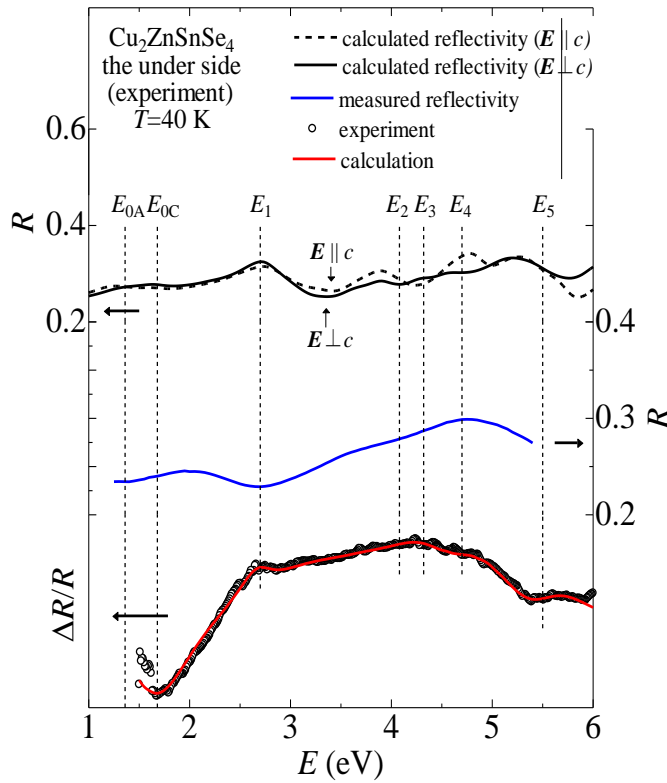 Cu₂ZnSnSe₄
the under side
(experiment)
T=40 K
calculated reflectivity (E || c)
calculated reflectivity (E⊥c)
measured reflectivity
experiment
calculation
0.6
E₀A E₀C E₁ E₂ E₃ E₄ E₅
R
0.4
E || c
0.2
E⊥c
0.4
0.3
R
0.2
ΔR/R
1 2 3 4 5 6
E (eV)